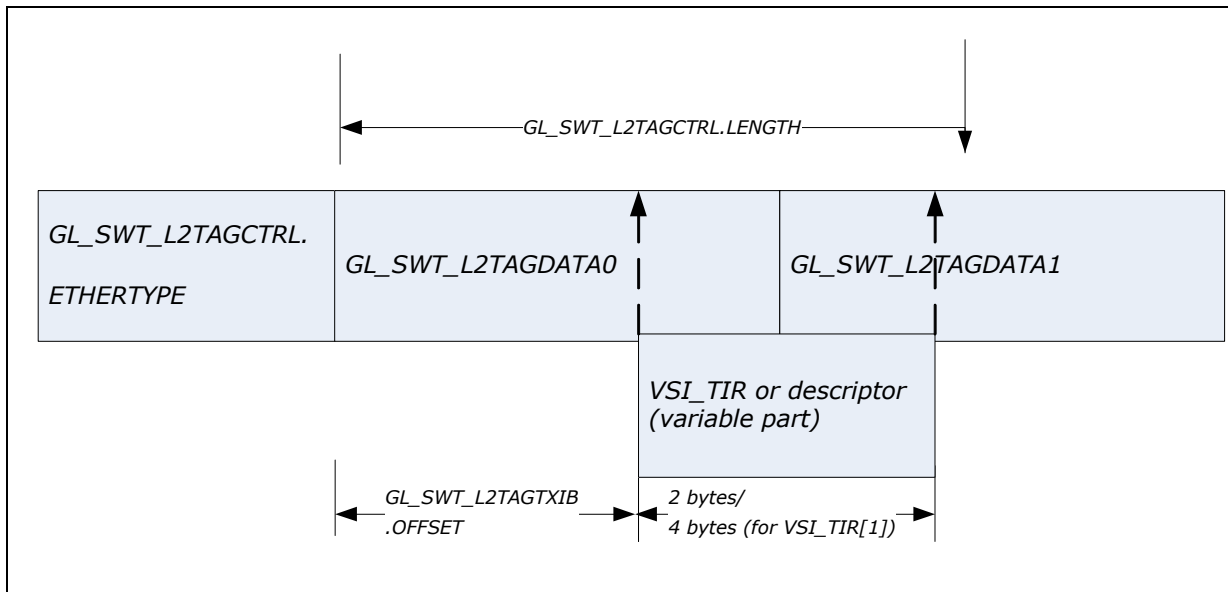 GL_SWT_L2TAGCTRL.LENGTH
GL_SWT_L2TAGCTRL.
ETHERTYPE
GL_SWT_L2TAGDATA0
GL_SWT_L2TAGDATA1
VSI_TIR or descriptor
(variable part)
GL_SWT_L2TAGTXIB
.OFFSET
2 bytes/
4 bytes (for VSI_TIR[1])